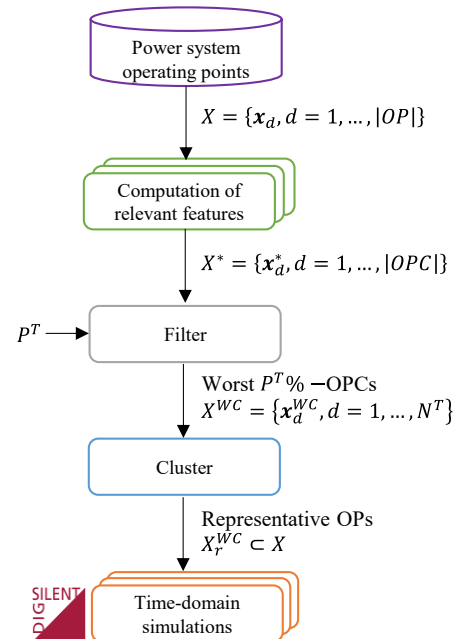 Power system
operating points
X = {x_d, d = 1, …, |OP|}
Computation of
relevant features
X* = {x*_d, d = 1, …, |OPC|}
P^T
Filter
Worst P^T% −OPCs
X^WC = {x_d^WC, d = 1, …, N^T}
Cluster
Representative OPs
X_r^WC ⊂ X
SILENT
DIG
Time-domain
simulations